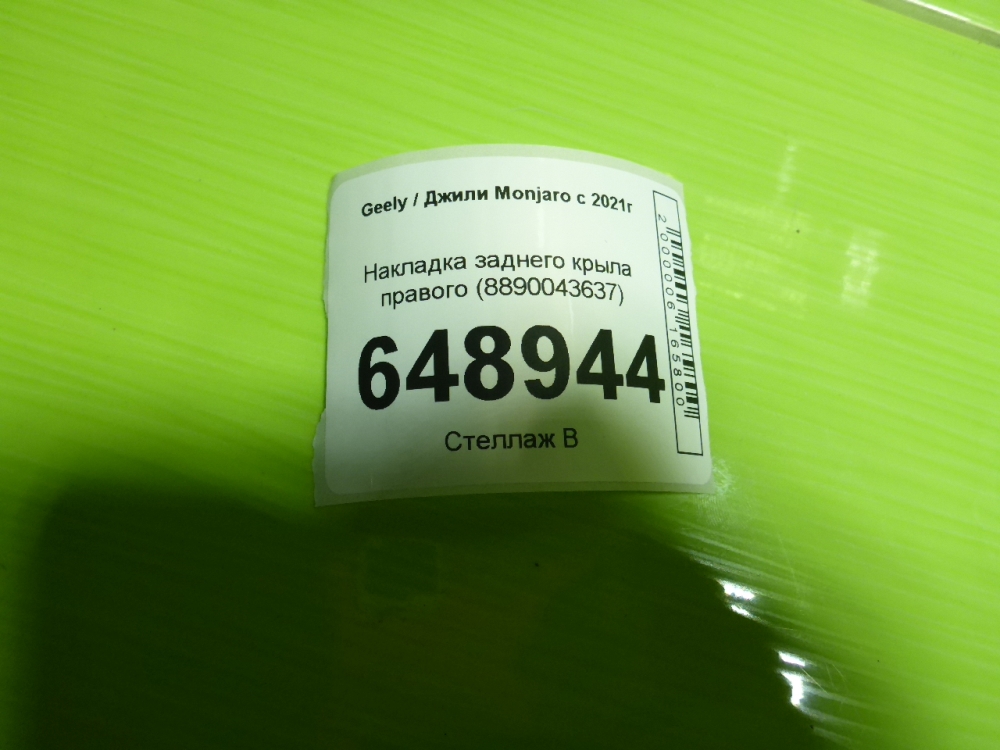 Geely / Джили Monjaro с 2021г
Накладка заднего крыла
правого (8890043637)
648944
Стеллаж В
2000006165800